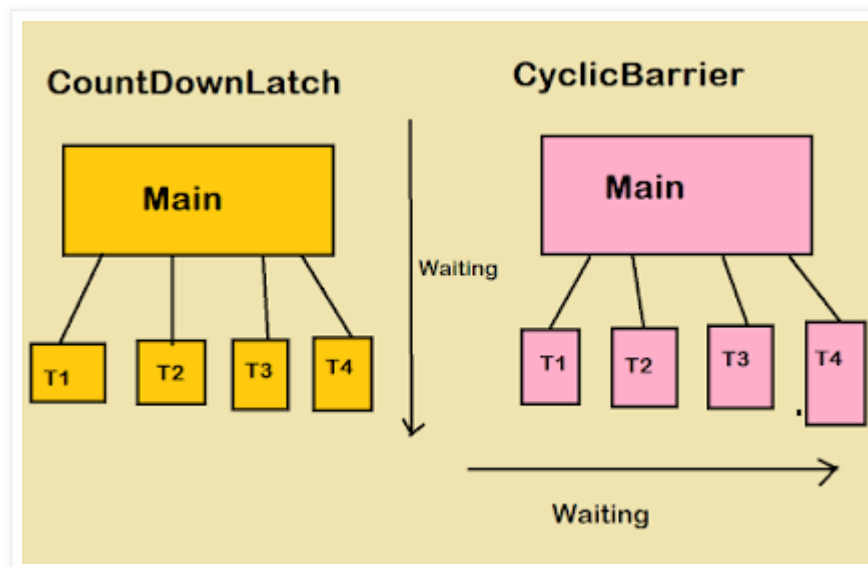 CountDownLatch
Main
T1
T2
T3
T4
Waiting
CyclicBarrier
Main
T1
T2
T3
T4
Waiting